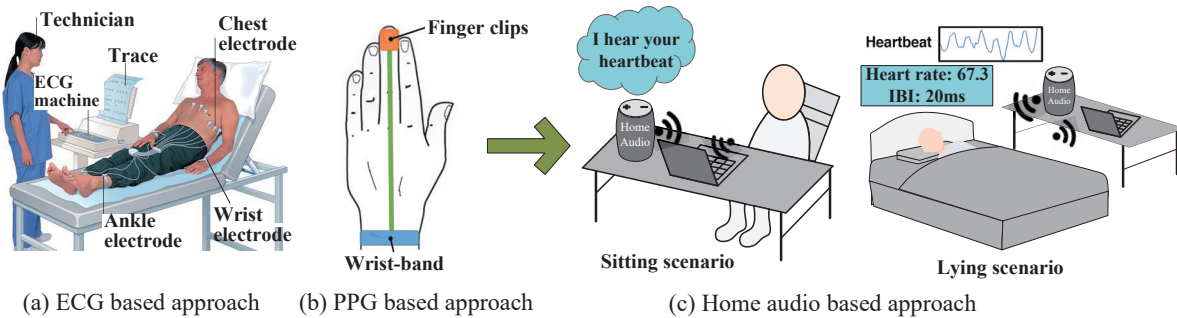 Technician
Chest
electrode
Trace
ECG
machine
Ankle
electrode
Wrist
electrode
(a) ECG based approach
Finger clips
Wrist-band
(b) PPG based approach
I hear your
heartbeat
Home
Audio
Sitting scenario
Heartbeat
Heart rate: 67.3
IBI: 20ms
Home
Audio
Lying scenario
(c) Home audio based approach